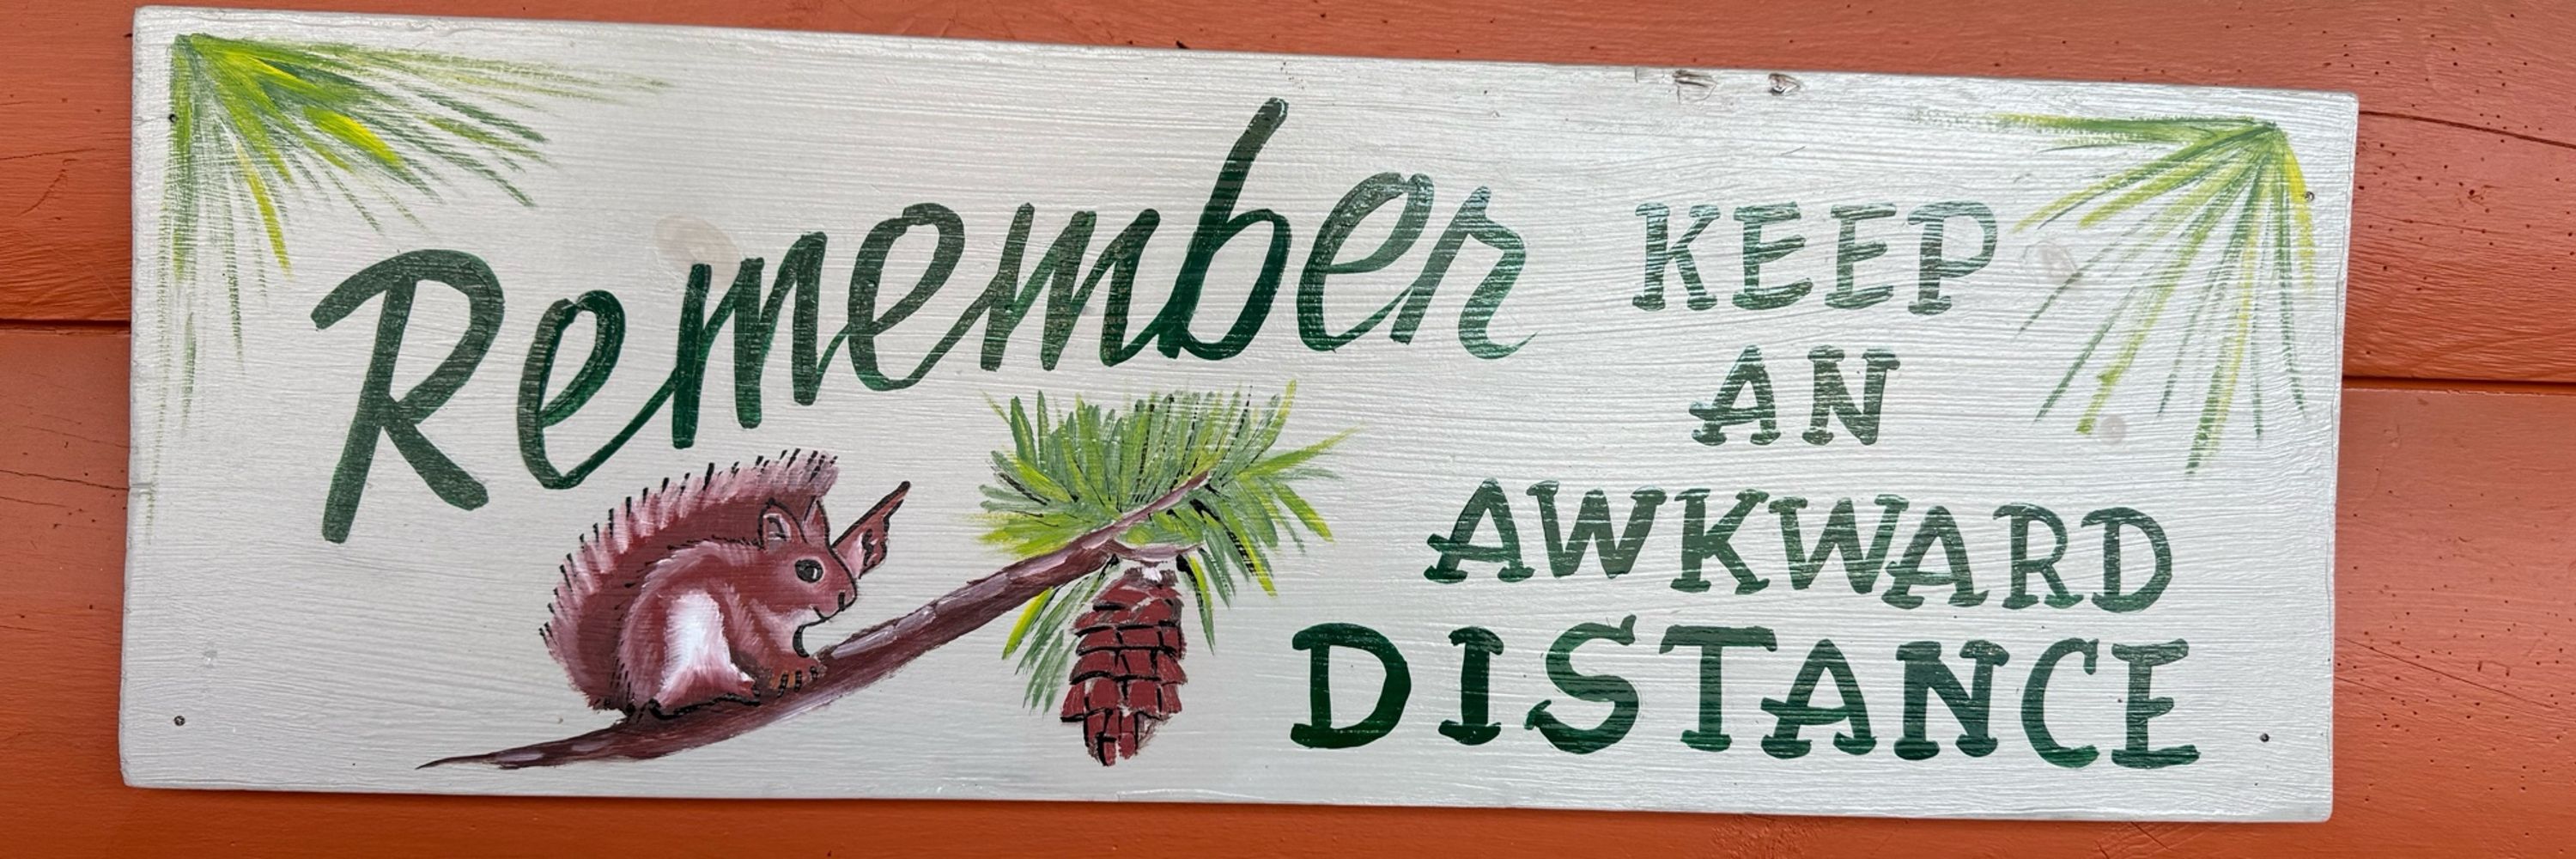 Remember
KEEP
AN
AWKWARD
DISTANCE